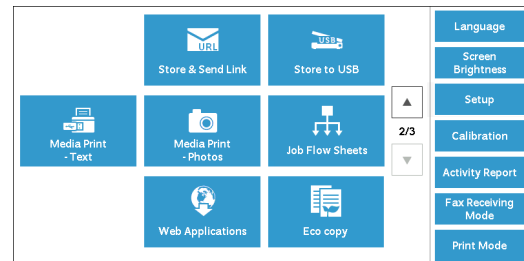 URL
Store & Send Link
USB
Store to USB
Media Print
- Text
Media Print
- Photos
Job Flow Sheets
Web Applications
Eco copy
2/3
Language
Screen
Brightness
Setup
Calibration
Activity Report
Fax Receiving
Mode
Print Mode